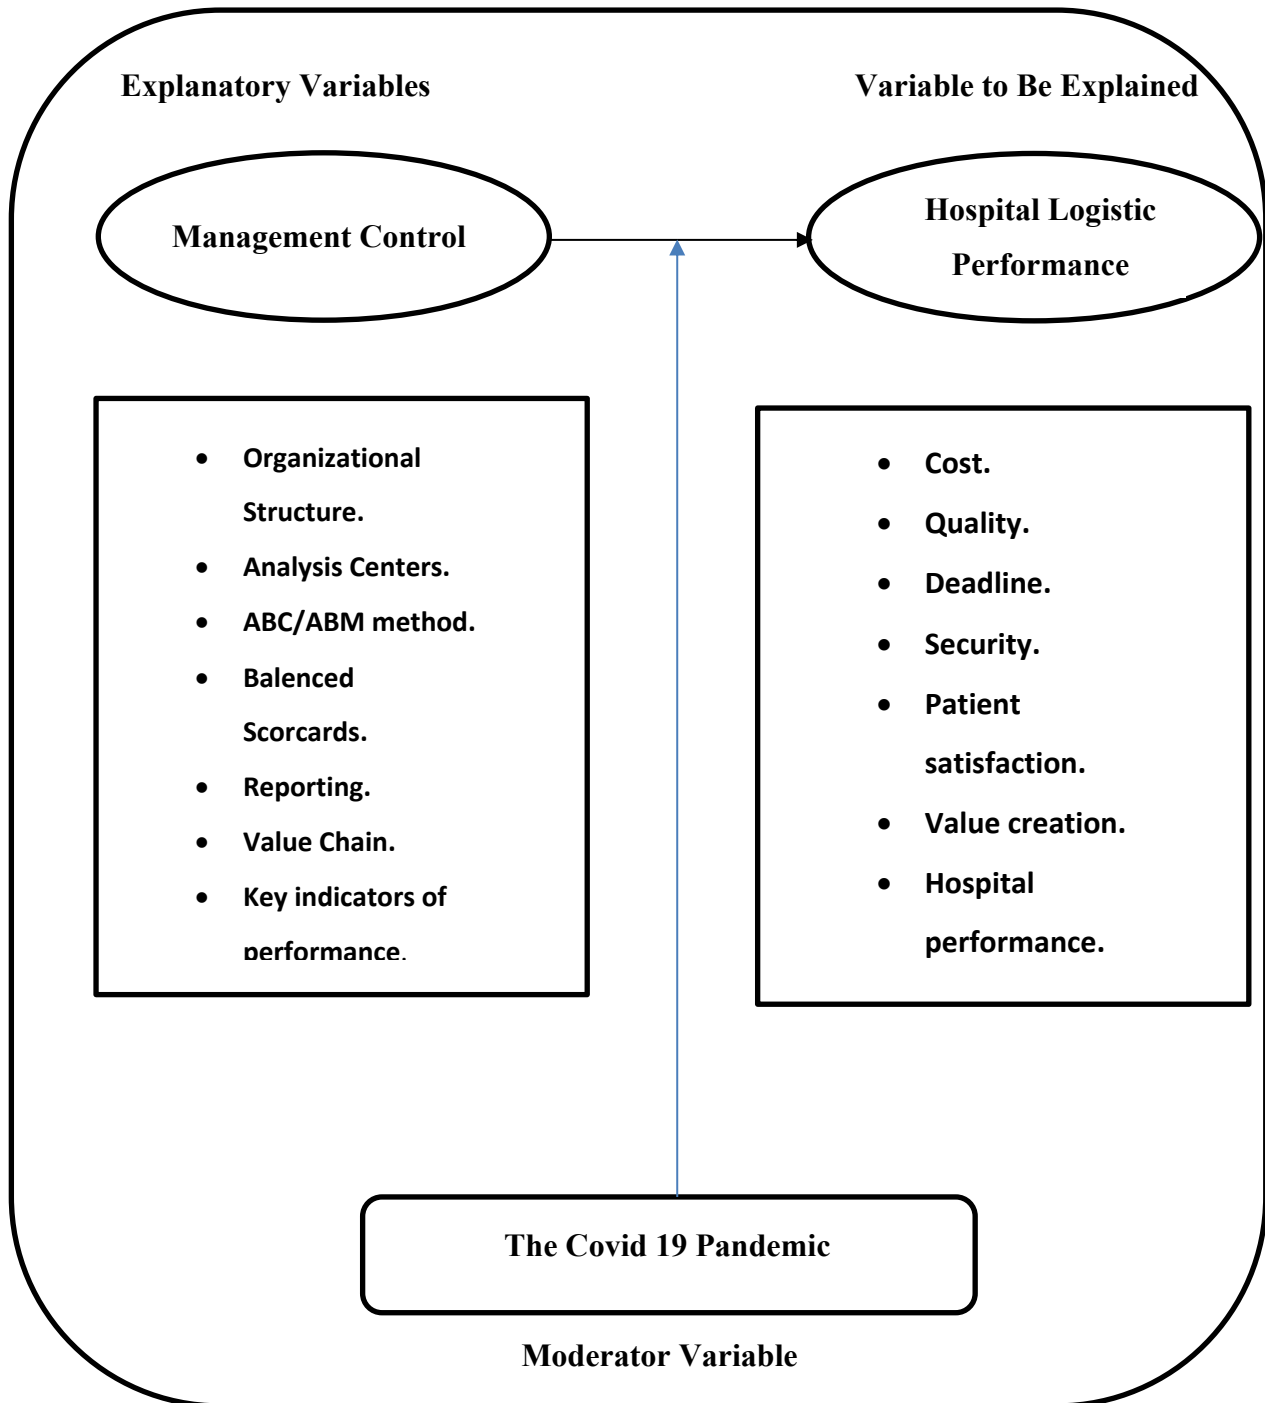 Explanatory Variables
Variable to Be Explained
Management Control
Hospital Logistic
Performance
• Organizational
Structure.
• Analysis Centers.
• ABC/ABM method.
• Balenced
Scorcards.
• Reporting.
• Value Chain.
• Key indicators of
performance.
• Cost.
• Quality.
• Deadline.
• Security.
• Patient
satisfaction.
• Value creation.
• Hospital
performance.
The Covid 19 Pandemic
Moderator Variable